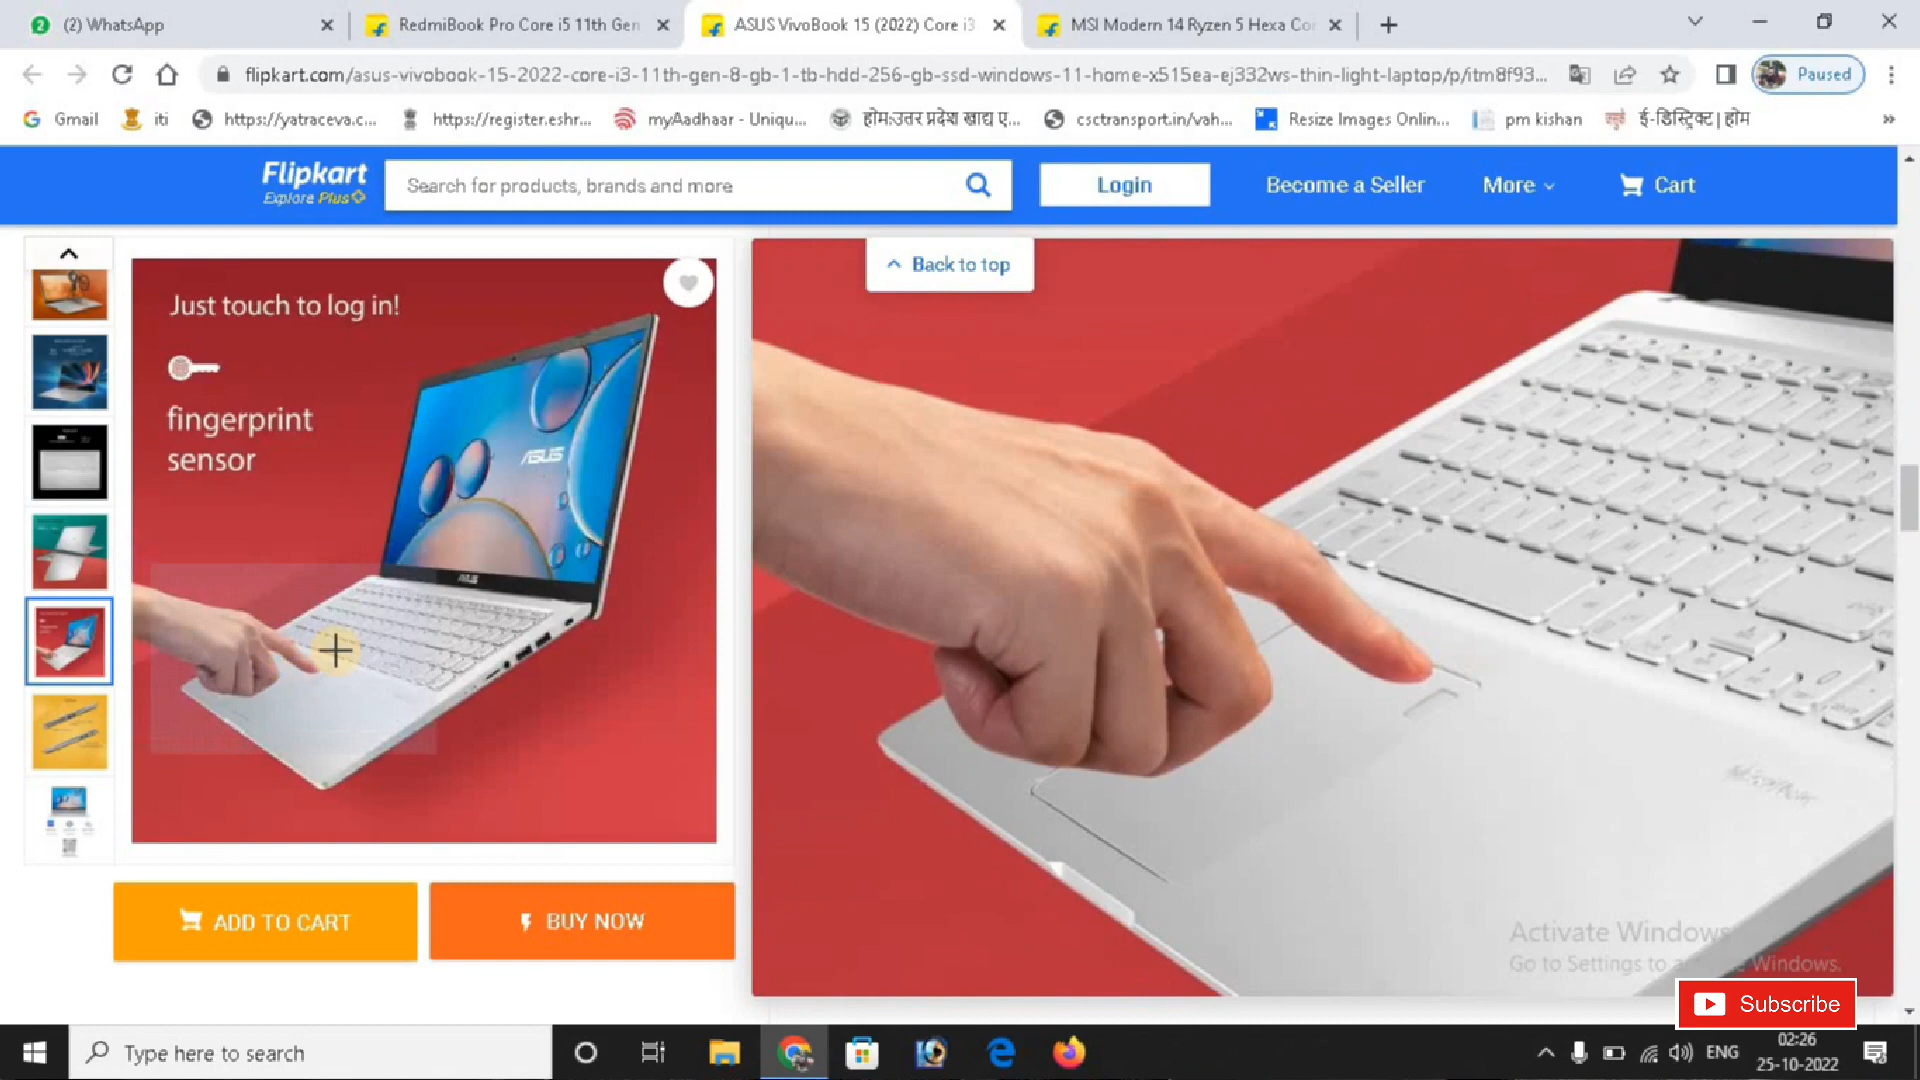 (2) WhatsApp
RedmiBook Pro Core i5 11th Gen
ASUS VivoBook 15 (2022) Core i3
MSI Modern 14 Ryzen 5 Hexa Cor
flipkart.com/asus-vivobook-15-2022-core-i3-11th-gen-8-gb-1-tb-hdd-256-gb-ssd-windows-11-home-x515ea-ej332ws-thin-light-laptop/p/itm8f93...
Paused
Gmail
iti
https://yatraceva.c...
https://register.eshr...
myAadhaar - Uniqu...
होम:उत्तर प्रदेश खाद्य ए...
csctransport.in/vah...
Resize Images Onlin...
pm kishan
ई-डिस्ट्रिक्ट | होम
Flipkart
Explore Plus
Search for products, brands and more
Login
Become a Seller
More
Cart
Back to top
Just touch to log in!
fingerprint
sensor
ASUS
ASUS
VivoBook
ADD TO CART
BUY NOW
Activate Windows
Go to Settings to Windows.
Subscribe
Type here to search
ENG
02:26
25-10-2022